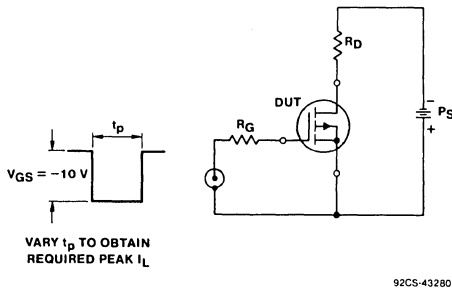 tp
VGS = −10 V
VARY tp TO OBTAIN
REQUIRED PEAK IL
RD
DUT
RG
−
PS
+
92CS-43280